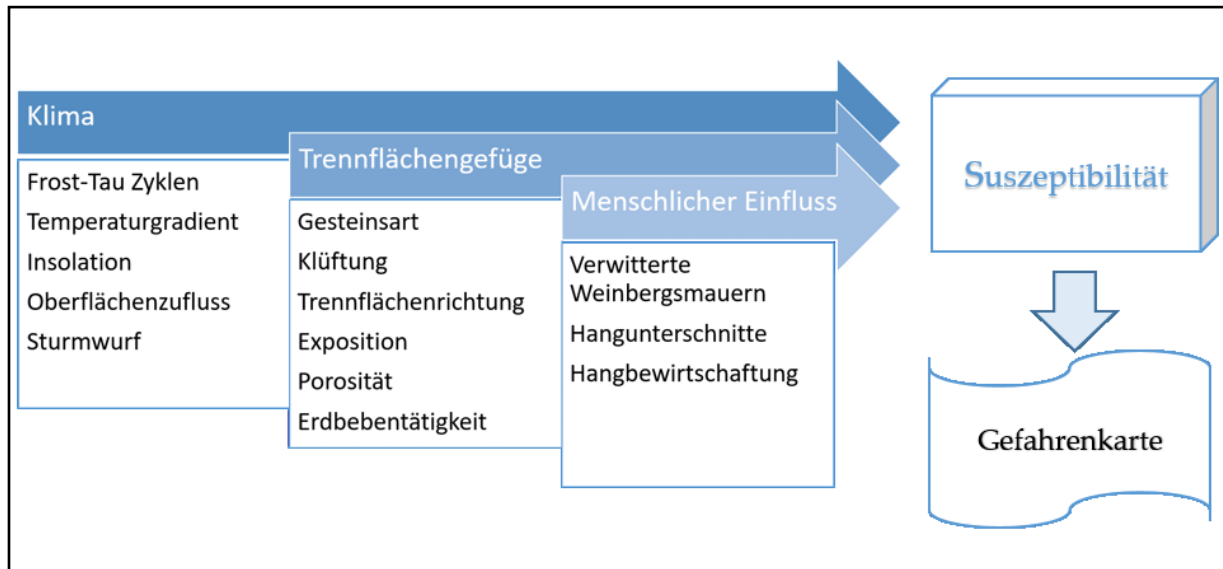 Klima
Frost-Tau Zyklen
Temperaturgradient
Insolation
Oberflächenzufluss
Sturmwurf
Trennflächengefüge
Gesteinsart
Klüftung
Trennflächenrichtung
Exposition
Porosität
Erdbebentätigkeit
Menschlicher Einfluss
Verwitterte
Weinbergsmauern
Hangunterschnitte
Hangbewirtschaftung
Suszeptibilität
Gefahrenkarte